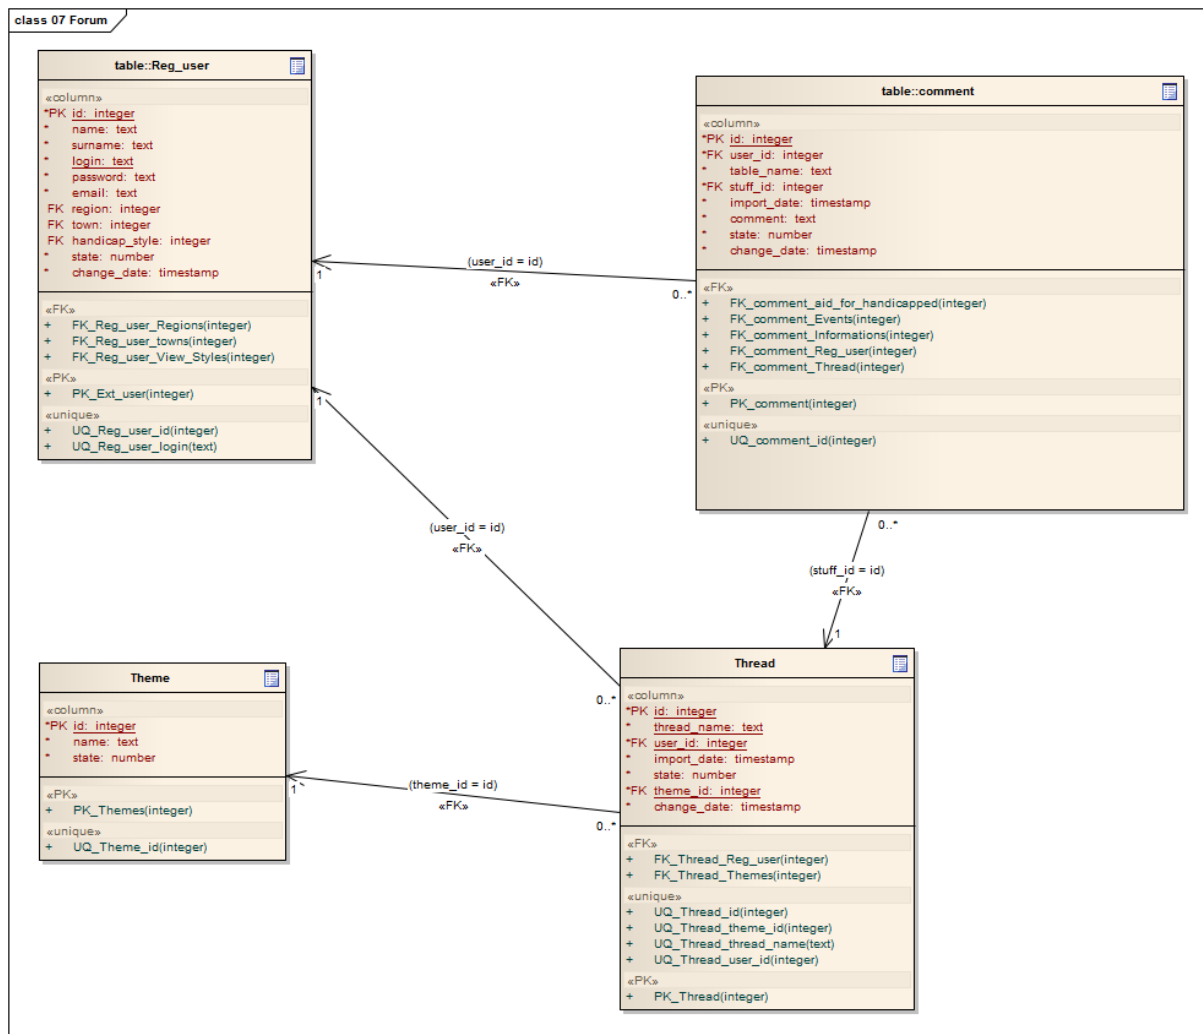 class 07 Forum
table::Reg_user
«column»
*PK id: integer
* name: text
* surname: text
* login: text
* password: text
* email: text
FK region: integer
FK town: integer
FK handicap_style: integer
* state: number
* change_date: timestamp
«FK»
+ FK_Reg_user_Regions(integer)
+ FK_Reg_user_towns(integer)
+ FK_Reg_user_View_Styles(integer)
«PK»
+ PK_Ext_user(integer)
«unique»
+ UQ_Reg_user_id(integer)
+ UQ_Reg_user_login(text)
table::comment
«column»
*PK id: integer
*FK user_id: integer
* table_name: text
*FK stuff_id: integer
* import_date: timestamp
* comment: text
* state: number
* change_date: timestamp
«FK»
+ FK_comment_aid_for_handicapped(integer)
+ FK_comment_Events(integer)
+ FK_comment_Informations(integer)
+ FK_comment_Reg_user(integer)
+ FK_comment_Thread(integer)
«PK»
+ PK_comment(integer)
«unique»
+ UQ_comment_id(integer)
(user_id = id)
«FK»
1
0..*
1
(user_id = id)
«FK»
0..*
0..*
(stuff_id = id)
«FK»
1
Theme
«column»
*PK id: integer
* name: text
* state: number
«PK»
+ PK_Themes(integer)
«unique»
+ UQ_Theme_id(integer)
(theme_id = id)
«FK»
1
0..*
Thread
«column»
*PK id: integer
* thread_name: text
*FK user_id: integer
* import_date: timestamp
* state: number
*FK theme_id: integer
* change_date: timestamp
«FK»
+ FK_Thread_Reg_user(integer)
+ FK_Thread_Themes(integer)
«unique»
+ UQ_Thread_id(integer)
+ UQ_Thread_theme_id(integer)
+ UQ_Thread_thread_name(text)
+ UQ_Thread_user_id(integer)
«PK»
+ PK_Thread(integer)